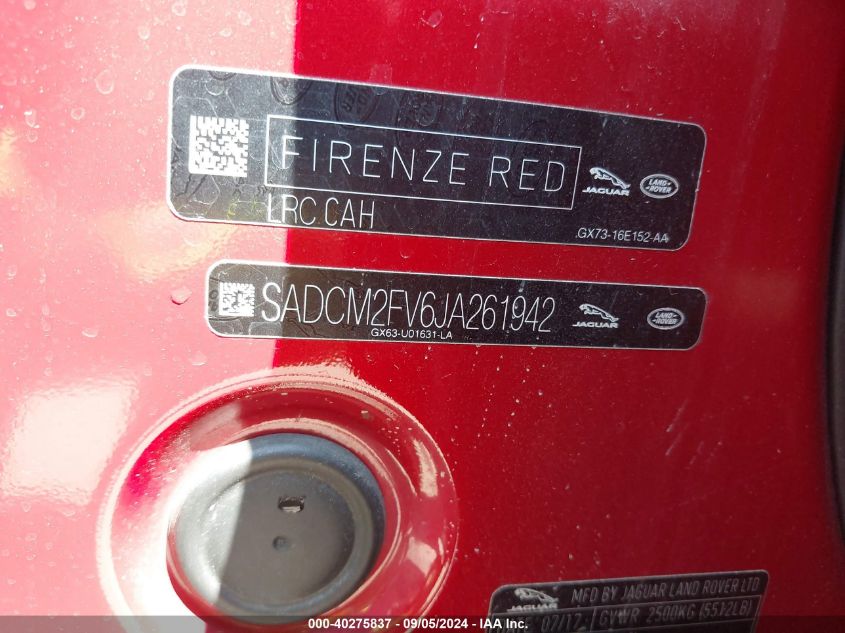 FIRENZE RED
JAGUAR
LAND ROVER
LRC CAH
GX73-16E152-AA
SADCM2FV6JA261942
GX63-U01631-LA
JAGUAR
LAND ROVER
JAGUAR
MFD BY JAGUAR LAND ROVER LTD
07/17 GVWR 2500KG (5512LB)
000-40275837 - 09/05/2024 - IAA Inc.